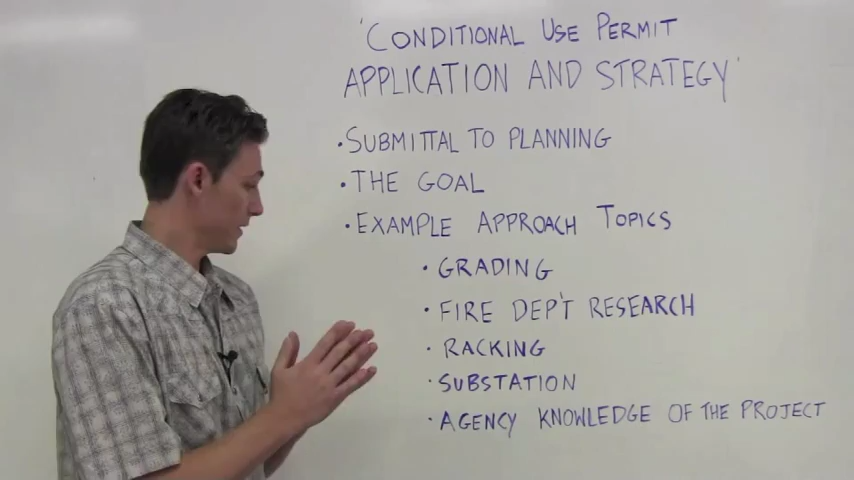 'CONDITIONAL USE PERMIT
APPLICATION AND STRATEGY'
• SUBMITTAL TO PLANNING
• THE GOAL
• EXAMPLE APPROACH TOPICS
• GRADING
• FIRE DEP'T RESEARCH
• RACKING
• SUBSTATION
• AGENCY KNOWLEDGE OF THE PROJECT